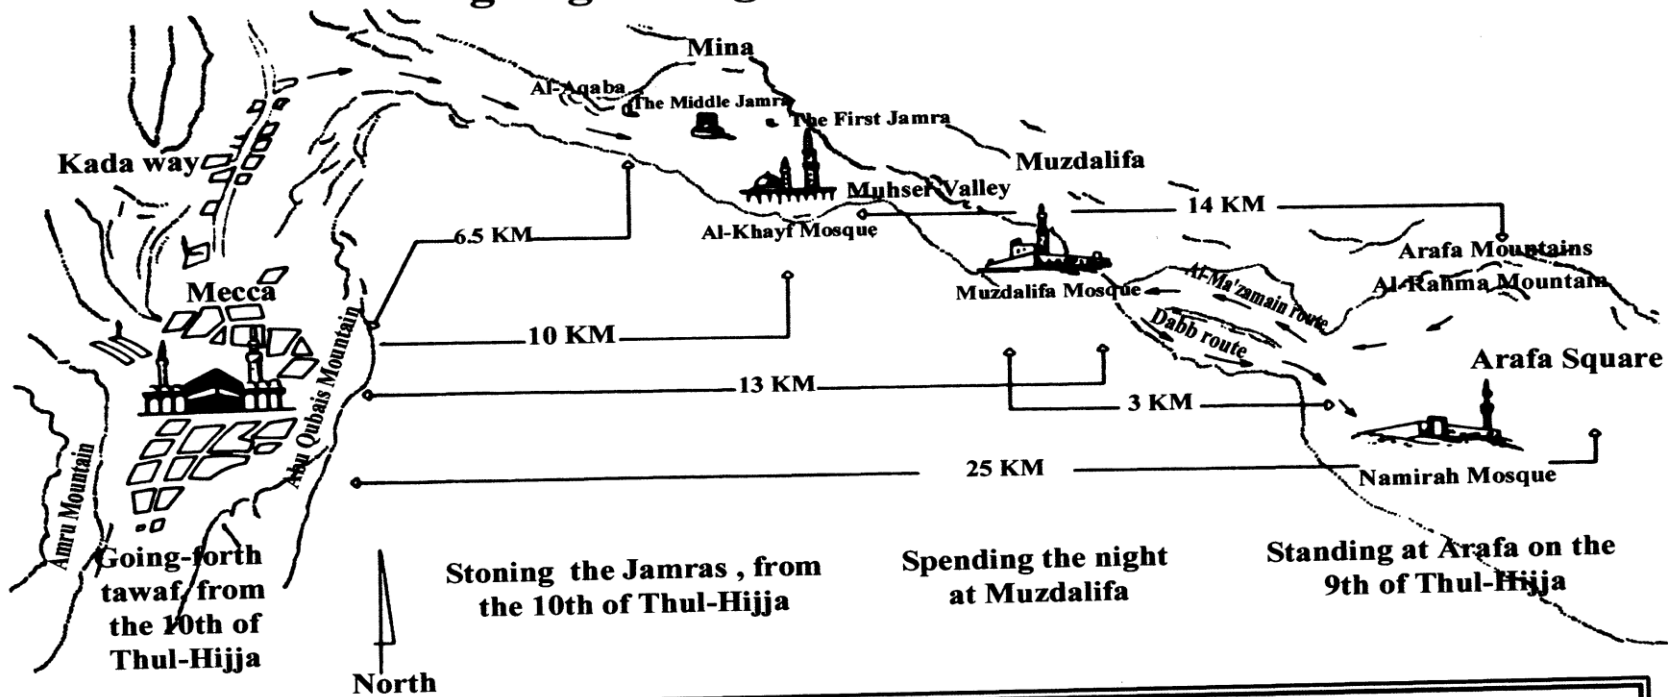 Mina
Al-Aqaba
The Middle Jamra
The First Jamra
Kada way
Muzdalifa
Muhser Valley
14 KM
6.5 KM
Al-Khayf Mosque
Arafa Mountains
Al-Rahma Mountain
Mecca
Muzdalifa Mosque
Al-Ma'zamain route
Dabb route
10 KM
Arafa Square
13 KM
3 KM
Abu Qubais Mountain
Amru Mountain
25 KM
Namirah Mosque
Going-forth
tawaf, from
the 10th of
Thul-Hijja
Stoning the Jamras , from
the 10th of Thul-Hijja
Spending the night
at Muzdalifa
Standing at Arafa on the
9th of Thul-Hijja
North